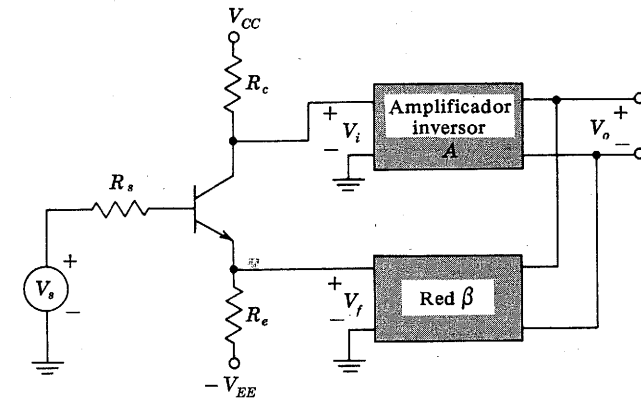 V_CC
R_c
Amplificador
inversor
A
+
V_i
−
+
V_o
−
R_s
+
V_s
−
+
V_f
−
Red β
R_e
−V_EE